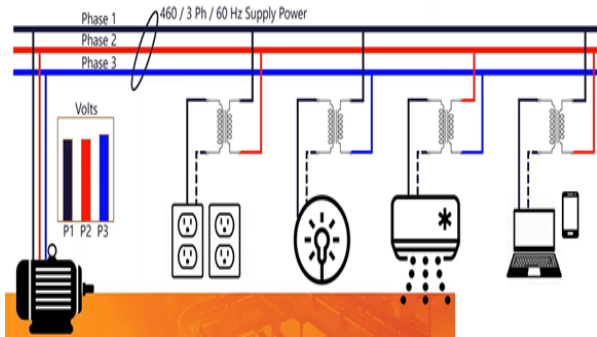 Phase 1
460 / 3 Ph / 60 Hz Supply Power
Phase 2
Phase 3
Volts
P1 P2 P3